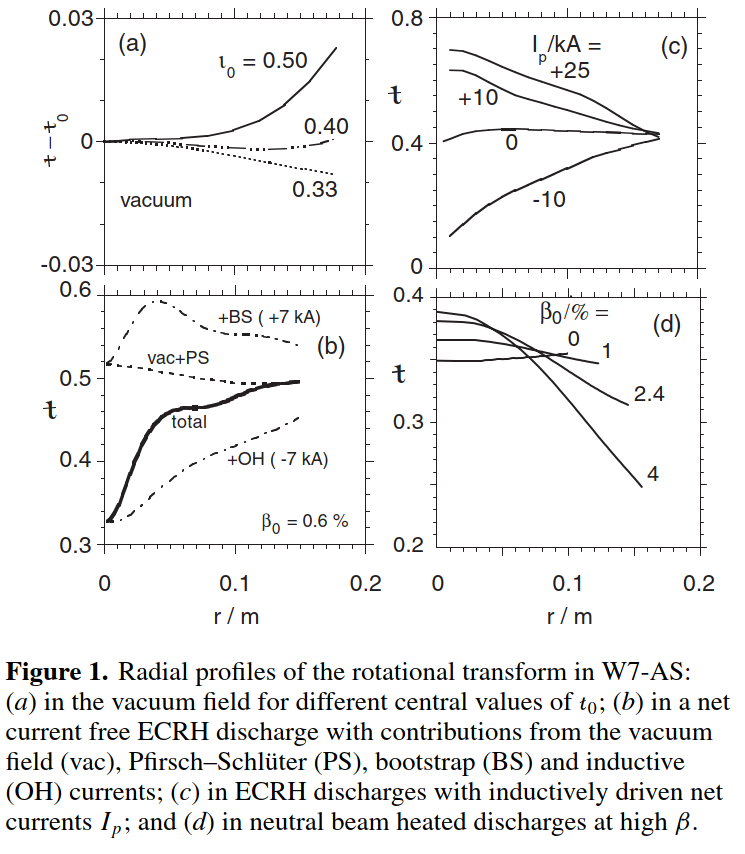 0.03
(a)
ι₀ = 0.50
0.40
0.33
ι – ι₀
0
vacuum
-0.03
0.8
(c)
Iₚ/kA =
+25
+10
0
-10
ι
0.4
0
0.6
+BS ( +7 kA)
(b)
vac+PS
0.5
ι
total
0.4
+OH ( -7 kA)
β₀ = 0.6 %
0.3
0
0.1
0.2
r / m
0.4
β₀/% =
(d)
0
1
2.4
4
ι
0.3
0.2
0
0.1
0.2
r / m
Figure 1. Radial profiles of the rotational transform in W7-AS:
(a) in the vacuum field for different central values of ι₀; (b) in a net
current free ECRH discharge with contributions from the vacuum
field (vac), Pfirsch–Schlüter (PS), bootstrap (BS) and inductive
(OH) currents; (c) in ECRH discharges with inductively driven net
currents Iₚ; and (d) in neutral beam heated discharges at high β.